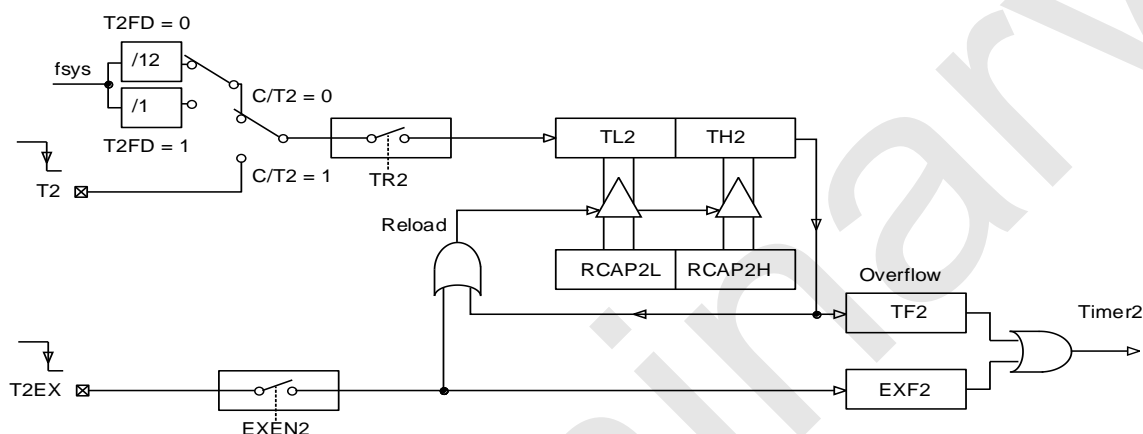 T2FD = 0
/12
fsys
/1
T2FD = 1
C/T2 = 0
C/T2 = 1
T2
TR2
TL2
TH2
Reload
RCAP2L
RCAP2H
Overflow
TF2
Timer2
T2EX
EXEN2
EXF2